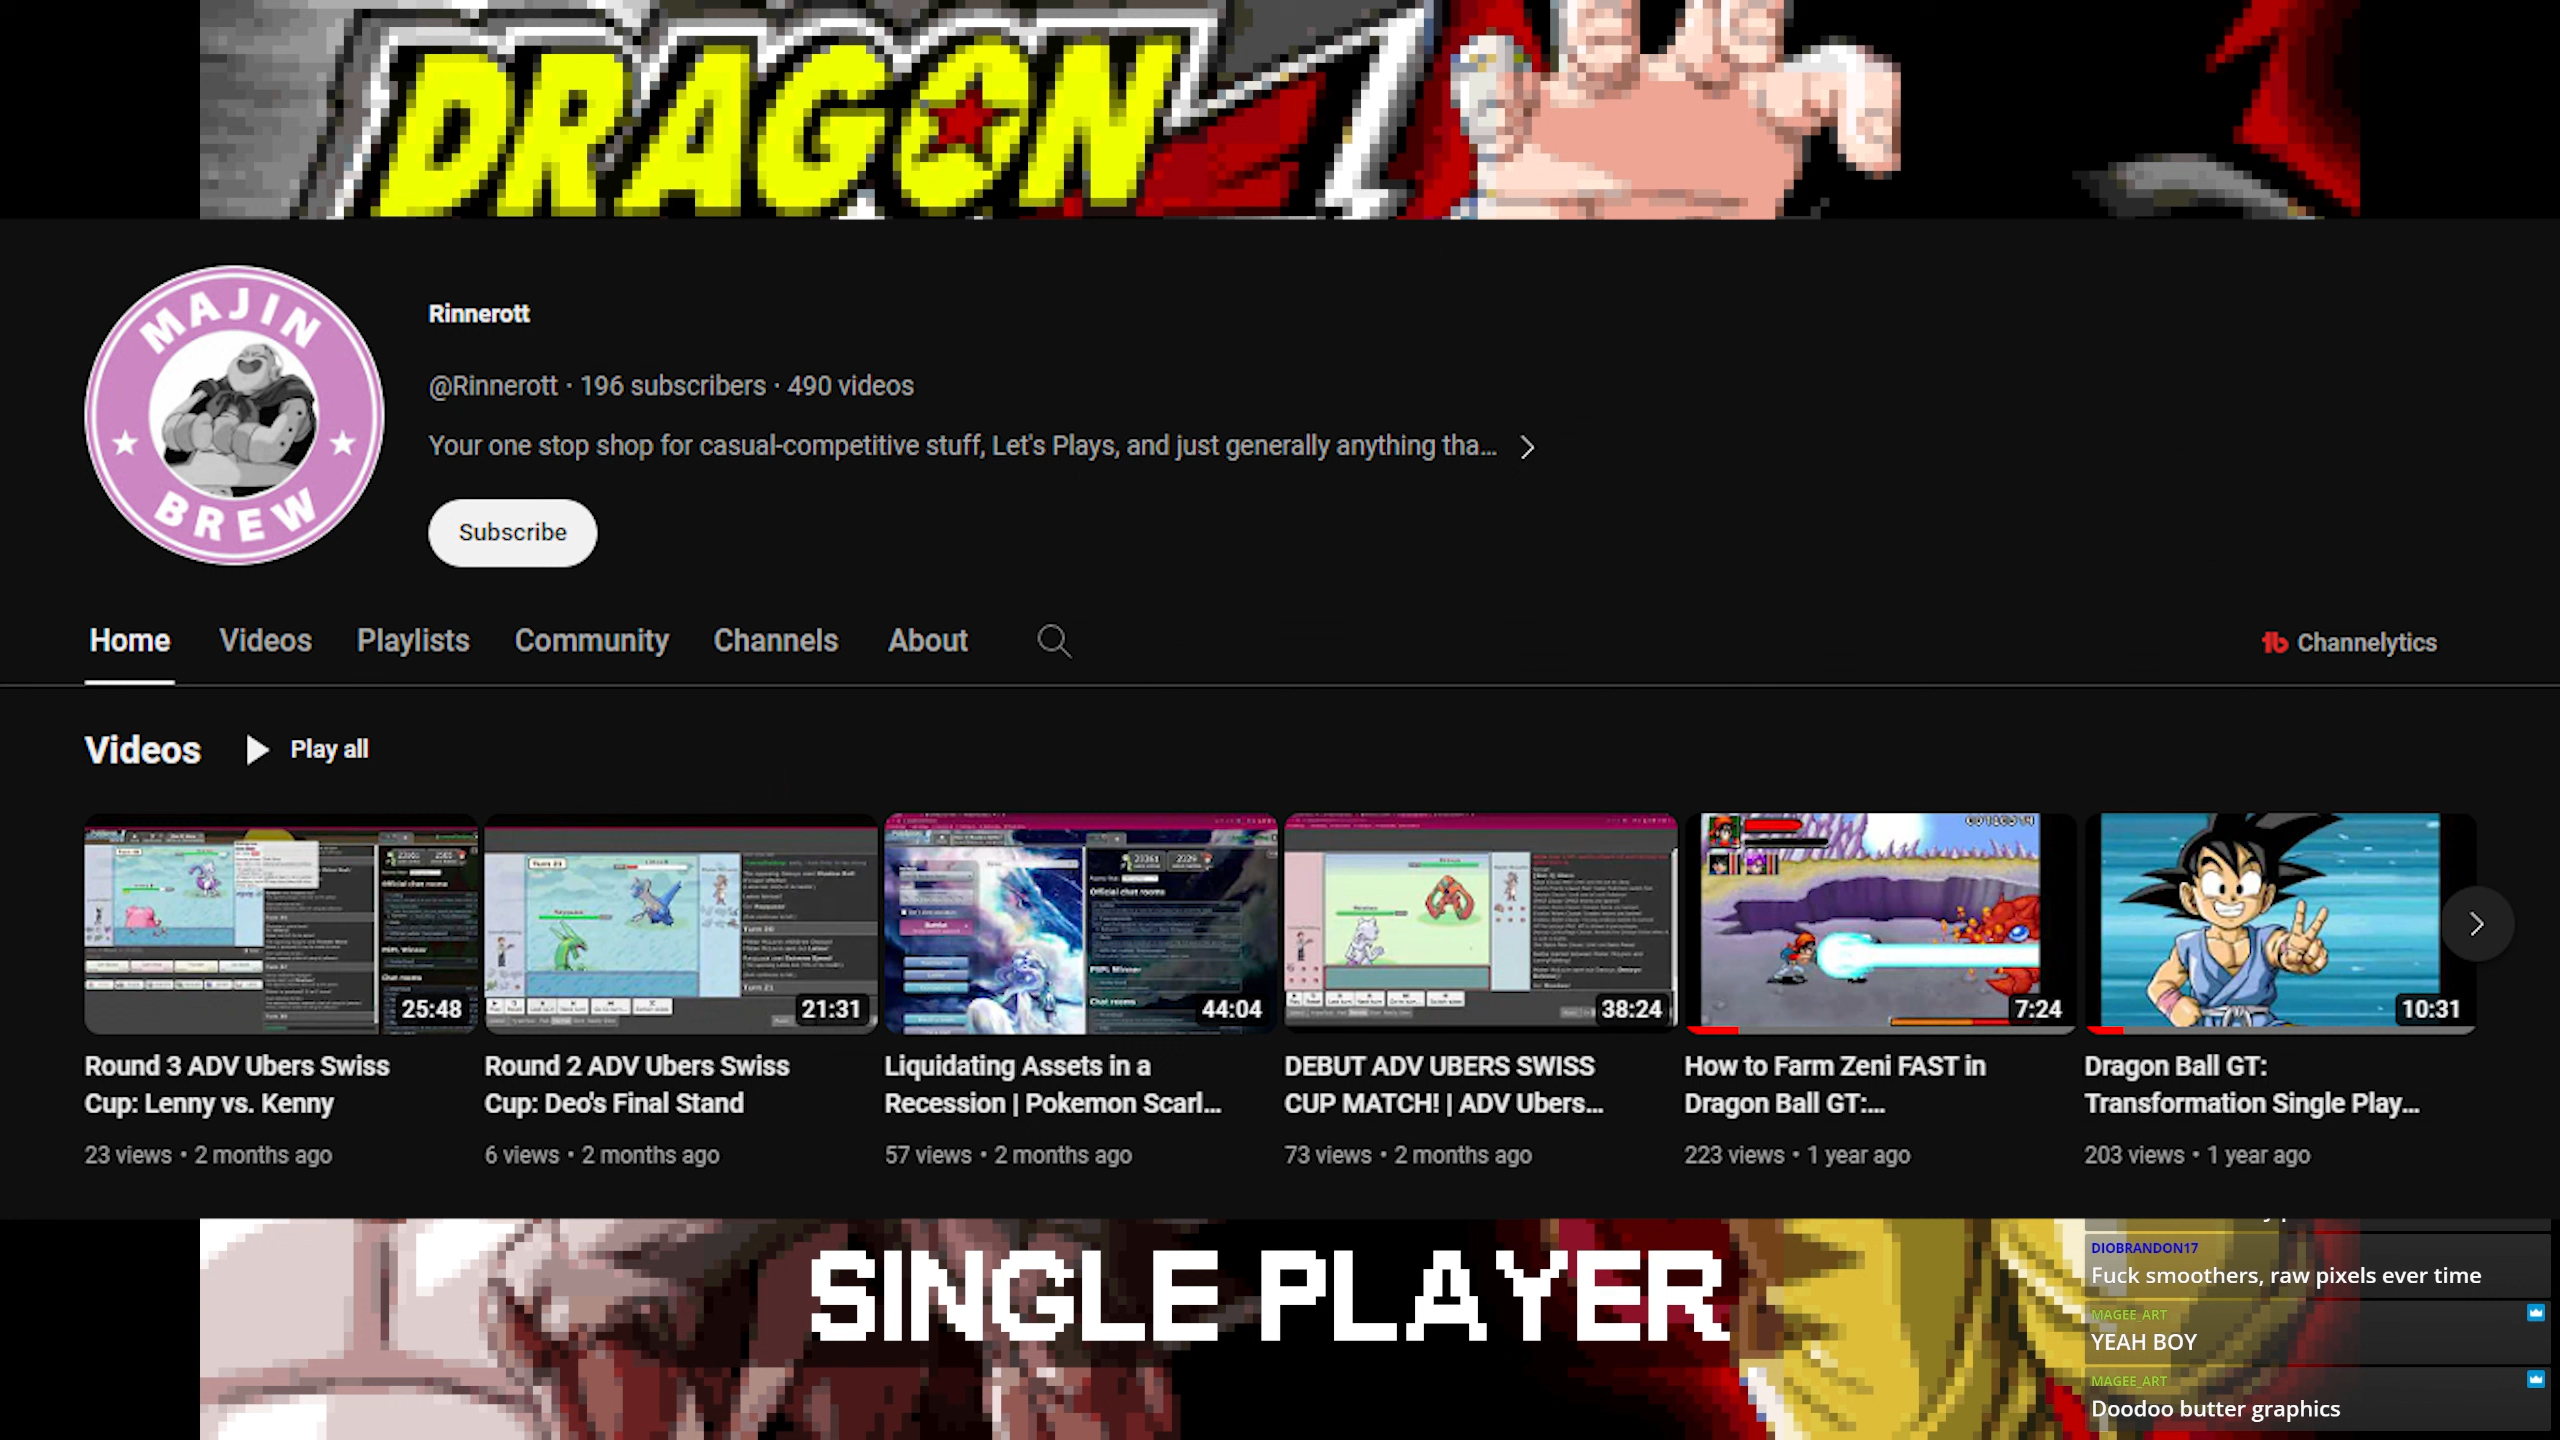 DRAGON
MAJIN
BREW
Rinnerott
@Rinnerott · 196 subscribers · 490 videos
Your one stop shop for casual-competitive stuff, Let's Plays, and just generally anything tha...
Subscribe
Home Videos Playlists Community Channels About
Channelytics
Videos Play all
25:48 21:31 44:04 38:24 7:24 10:31
Round 3 ADV Ubers Swiss
Cup: Lenny vs. Kenny
23 views • 2 months ago
Round 2 ADV Ubers Swiss
Cup: Deo's Final Stand
6 views • 2 months ago
Liquidating Assets in a
Recession | Pokemon Scarl...
57 views • 2 months ago
DEBUT ADV UBERS SWISS
CUP MATCH! | ADV Ubers...
73 views • 2 months ago
How to Farm Zeni FAST in
Dragon Ball GT:...
223 views • 1 year ago
Dragon Ball GT:
Transformation Single Play...
203 views • 1 year ago
SINGLE PLAYER
DIOBRANDON17
Fuck smoothers, raw pixels ever time
MAGEE_ART
YEAH BOY
MAGEE_ART
Doodoo butter graphics